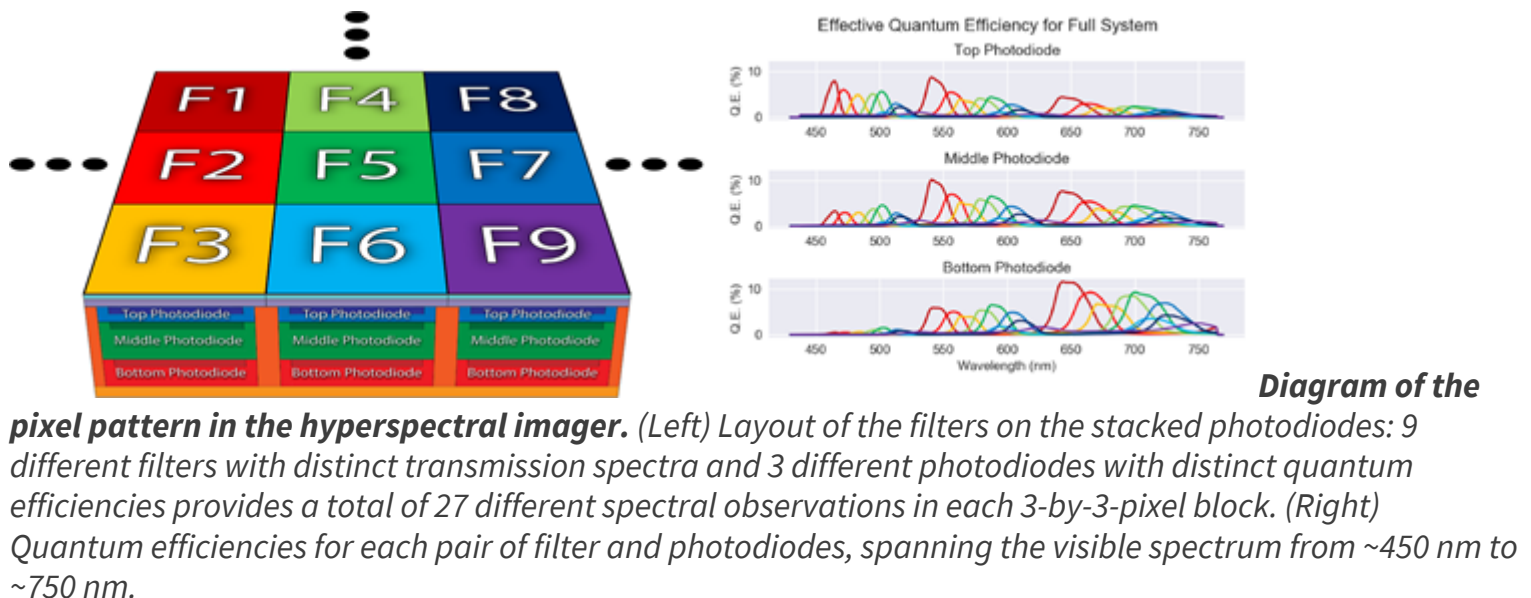 F1 F4 F8
F2 F5 F7
F3 F6 F9
Top Photodiode Top Photodiode Top Photodiode
Middle Photodiode Middle Photodiode Middle Photodiode
Bottom Photodiode Bottom Photodiode Bottom Photodiode
Effective Quantum Efficiency for Full System
Top Photodiode
10
Q.E. (%)
0
450 500 550 600 650 700 750
Middle Photodiode
10
Q.E. (%)
0
450 500 550 600 650 700 750
Bottom Photodiode
10
Q.E. (%)
0
450 500 550 600 650 700 750
Wavelength (nm)
Diagram of the
pixel pattern in the hyperspectral imager. (Left) Layout of the filters on the stacked photodiodes: 9
different filters with distinct transmission spectra and 3 different photodiodes with distinct quantum
efficiencies provides a total of 27 different spectral observations in each 3-by-3-pixel block. (Right)
Quantum efficiencies for each pair of filter and photodiodes, spanning the visible spectrum from ~450 nm to
~750 nm.